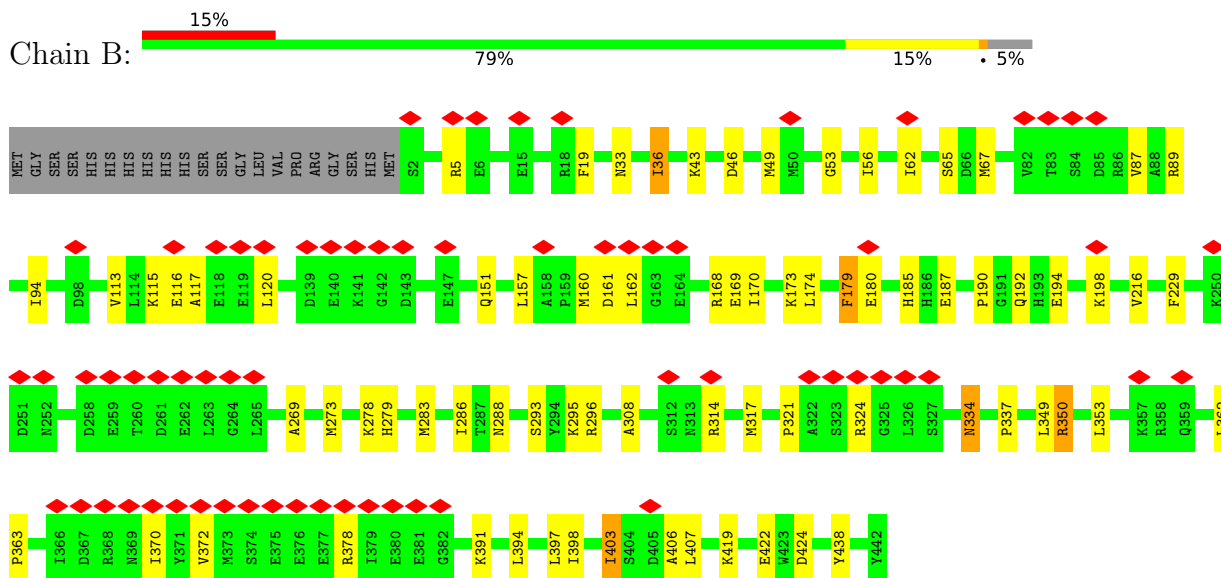 15%
Chain B:
79% 15% • 5%
MET GLY SER SER HIS HIS HIS HIS HIS HIS SER SER GLY LEU VAL PRO ARG GLY SER HIS MET S2 R5 E6 E15 R18 F19 N33 I36 K43 D46 M49 M50 G53 I56 I62 S65 D66 M67 V82 T83 S84 D85 R86 V87 A88 R89
I94 D98 V113 L114 K115 E116 A117 E118 E119 L120 D139 E140 K141 G142 D143 E147 Q151 L157 A158 P159 M160 D161 L162 G163 E164 R168 E169 I170 K173 L174 F179 E180 H185 H186 E187 P190 G191 Q192 H193 E194 K198 V216 F229 K250
D251 N252 D258 E259 T260 D261 E262 L263 G264 L265 A269 M273 K278 H279 M283 I286 T287 N288 S293 Y294 K295 R296 A308 S312 N313 R314 M317 P321 A322 S323 R324 G325 L326 S327 N334 P337 L349 R350 L353 K357 R358 Q359
P363 I366 D367 R368 N369 I370 Y371 V372 M373 S374 E375 E376 E377 R378 I379 E380 E381 G382 K391 L394 L397 I398 I403 S404 D405 A406 L407 K419 E422 W423 D424 Y438 Y442